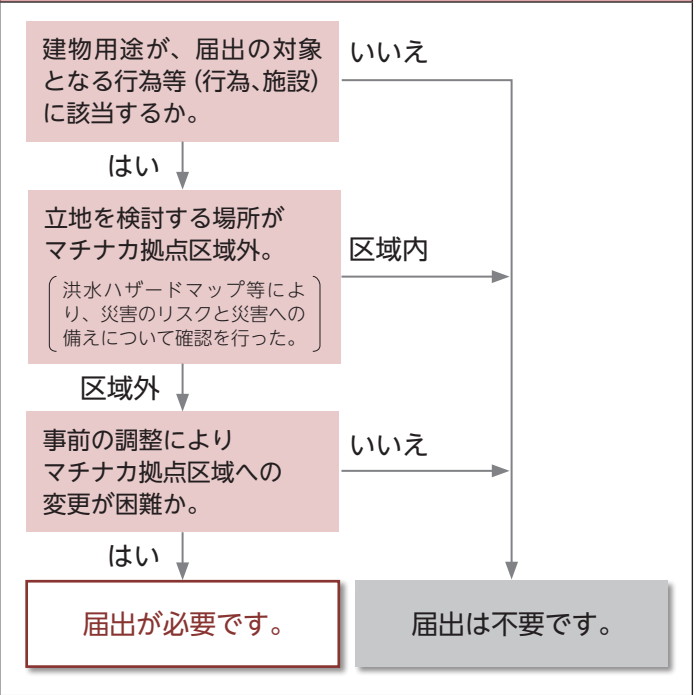 建物用途が、届出の対象
となる行為等（行為、施設）
に該当するか。
いいえ
はい
立地を検討する場所が
マチナカ拠点区域外。
洪水ハザードマップ等によ
り、災害のリスクと災害への
備えについて確認を行った。
区域内
区域外
事前の調整により
マチナカ拠点区域への
変更が困難か。
いいえ
はい
届出が必要です。
届出は不要です。